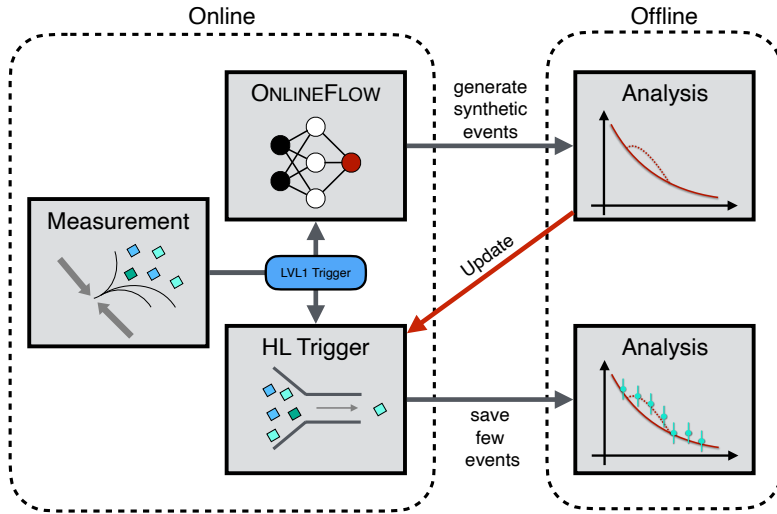 Online
Offline
ONLINEFLOW
generate
synthetic
events
Analysis
Measurement
LVL1 Trigger
Update
HL Trigger
save
few
events
Analysis